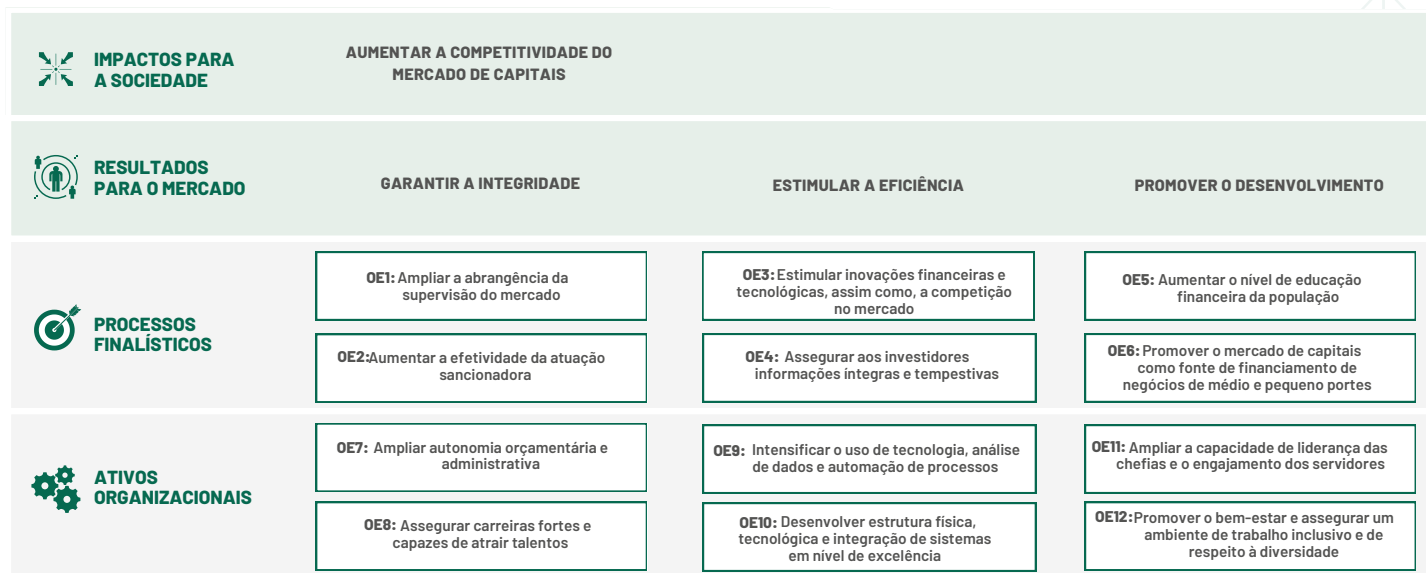 IMPACTOS PARA
A SOCIEDADE
AUMENTAR A COMPETITIVIDADE DO
MERCADO DE CAPITAIS
RESULTADOS
PARA O MERCADO
GARANTIR A INTEGRIDADE
ESTIMULAR A EFICIÊNCIA
PROMOVER O DESENVOLVIMENTO
PROCESSOS
FINALÍSTICOS
OE1: Ampliar a abrangência da
supervisão do mercado
OE3: Estimular inovações financeiras e
tecnológicas, assim como, a competição
no mercado
OE5: Aumentar o nível de educação
financeira da população
OE2:Aumentar a efetividade da atuação
sancionadora
OE4: Assegurar aos investidores
informações íntegras e tempestivas
OE6: Promover o mercado de capitais
como fonte de financiamento de
negócios de médio e pequeno portes
ATIVOS
ORGANIZACIONAIS
OE7: Ampliar autonomia orçamentária e
administrativa
OE9: Intensificar o uso de tecnologia, análise
de dados e automação de processos
OE11: Ampliar a capacidade de liderança das
chefias e o engajamento dos servidores
OE8: Assegurar carreiras fortes e
capazes de atrair talentos
OE10: Desenvolver estrutura física,
tecnológica e integração de sistemas
em nível de excelência
OE12:Promover o bem-estar e assegurar um
ambiente de trabalho inclusivo e de
respeito à diversidade